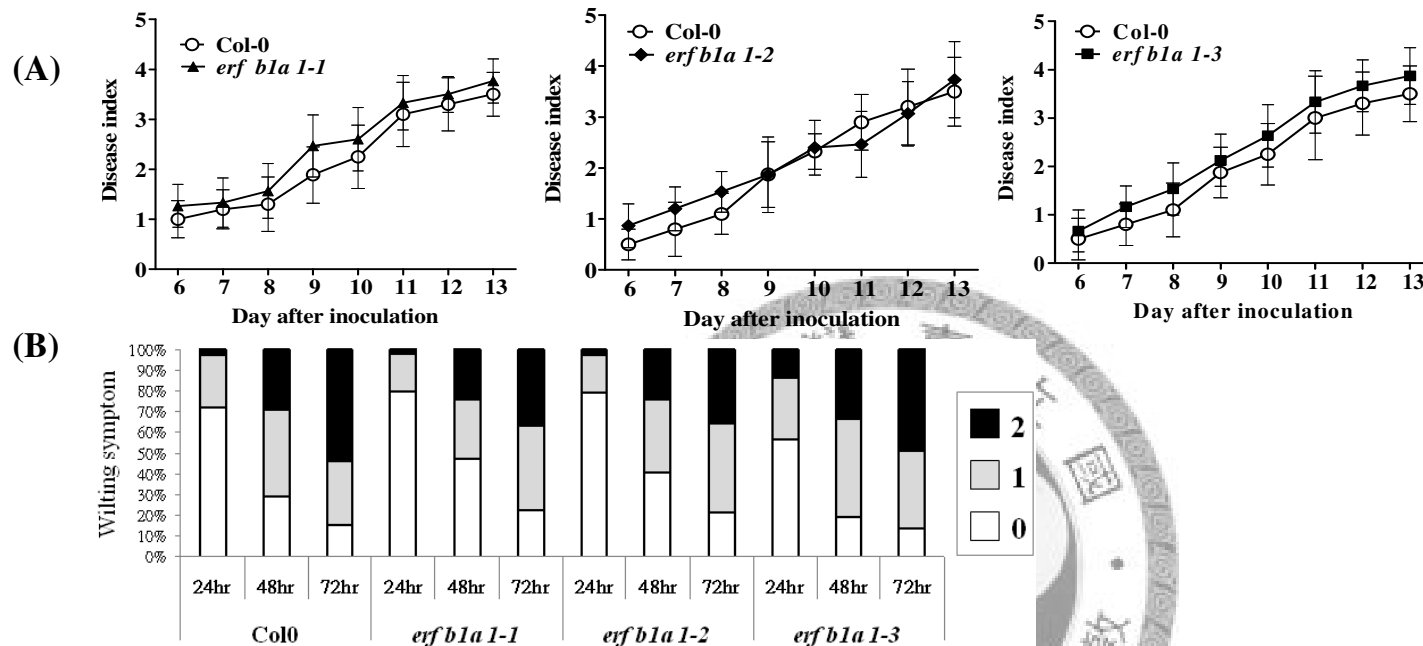 (A)
5
4
3
2
1
0
Disease index
Col-0
erf b1a 1-1
6 7 8 9 10 11 12 13
Day after inoculation
5
4
3
2
1
0
Disease index
Col-0
erf b1a 1-2
6 7 8 9 10 11 12 13
Day after inoculation
5
4
3
2
1
0
Disease index
Col-0
erf b1a 1-3
6 7 8 9 10 11 12 13
Day after inoculation
(B)
100%
90%
80%
70%
60%
50%
40%
30%
20%
10%
0%
Wilting symptom
24hr 48hr 72hr 24hr 48hr 72hr 24hr 48hr 72hr 24hr 48hr 72hr
Col0 erf b1a 1-1 erf b1a 1-2 erf b1a 1-3
2
1
0